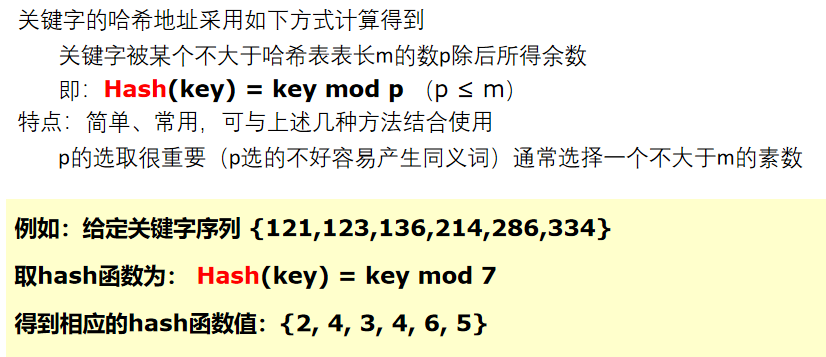 关键字的哈希地址采用如下方式计算得到
关键字被某个不大于哈希表表长m的数p除后所得余数
即：Hash(key) = key mod p （p ≤ m）
特点：简单、常用，可与上述几种方法结合使用
p的选取很重要（p选的不好容易产生同义词）通常选择一个不大于m的素数
例如：给定关键字序列 {121,123,136,214,286,334}
取hash函数为： Hash(key) = key mod 7
得到相应的hash函数值：{2, 4, 3, 4, 6, 5}